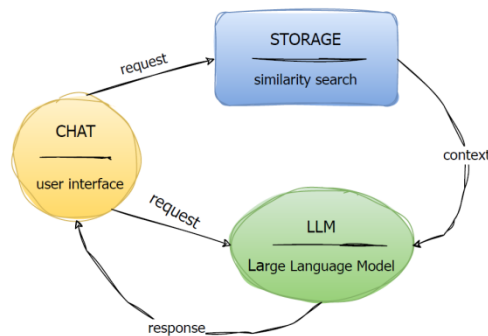 STORAGE
similarity search
request
CHAT
user interface
context
request
LLM
Large Language Model
response